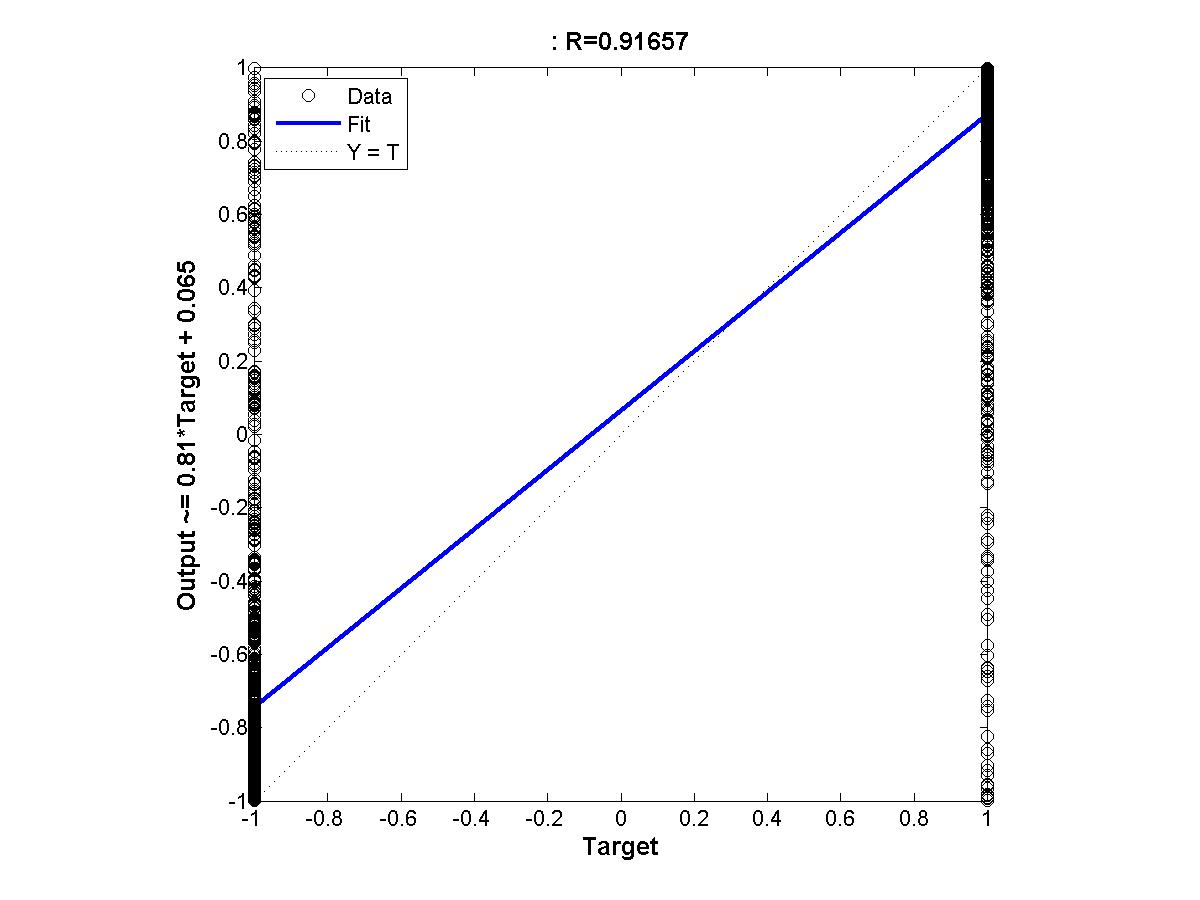 : R=0.91657
Data
Fit
Y = T
1
0.8
0.6
0.4
0.2
0
-0.2
-0.4
-0.6
-0.8
-1
Output ~= 0.81*Target + 0.065
-1 -0.8 -0.6 -0.4 -0.2 0 0.2 0.4 0.6 0.8 1
Target